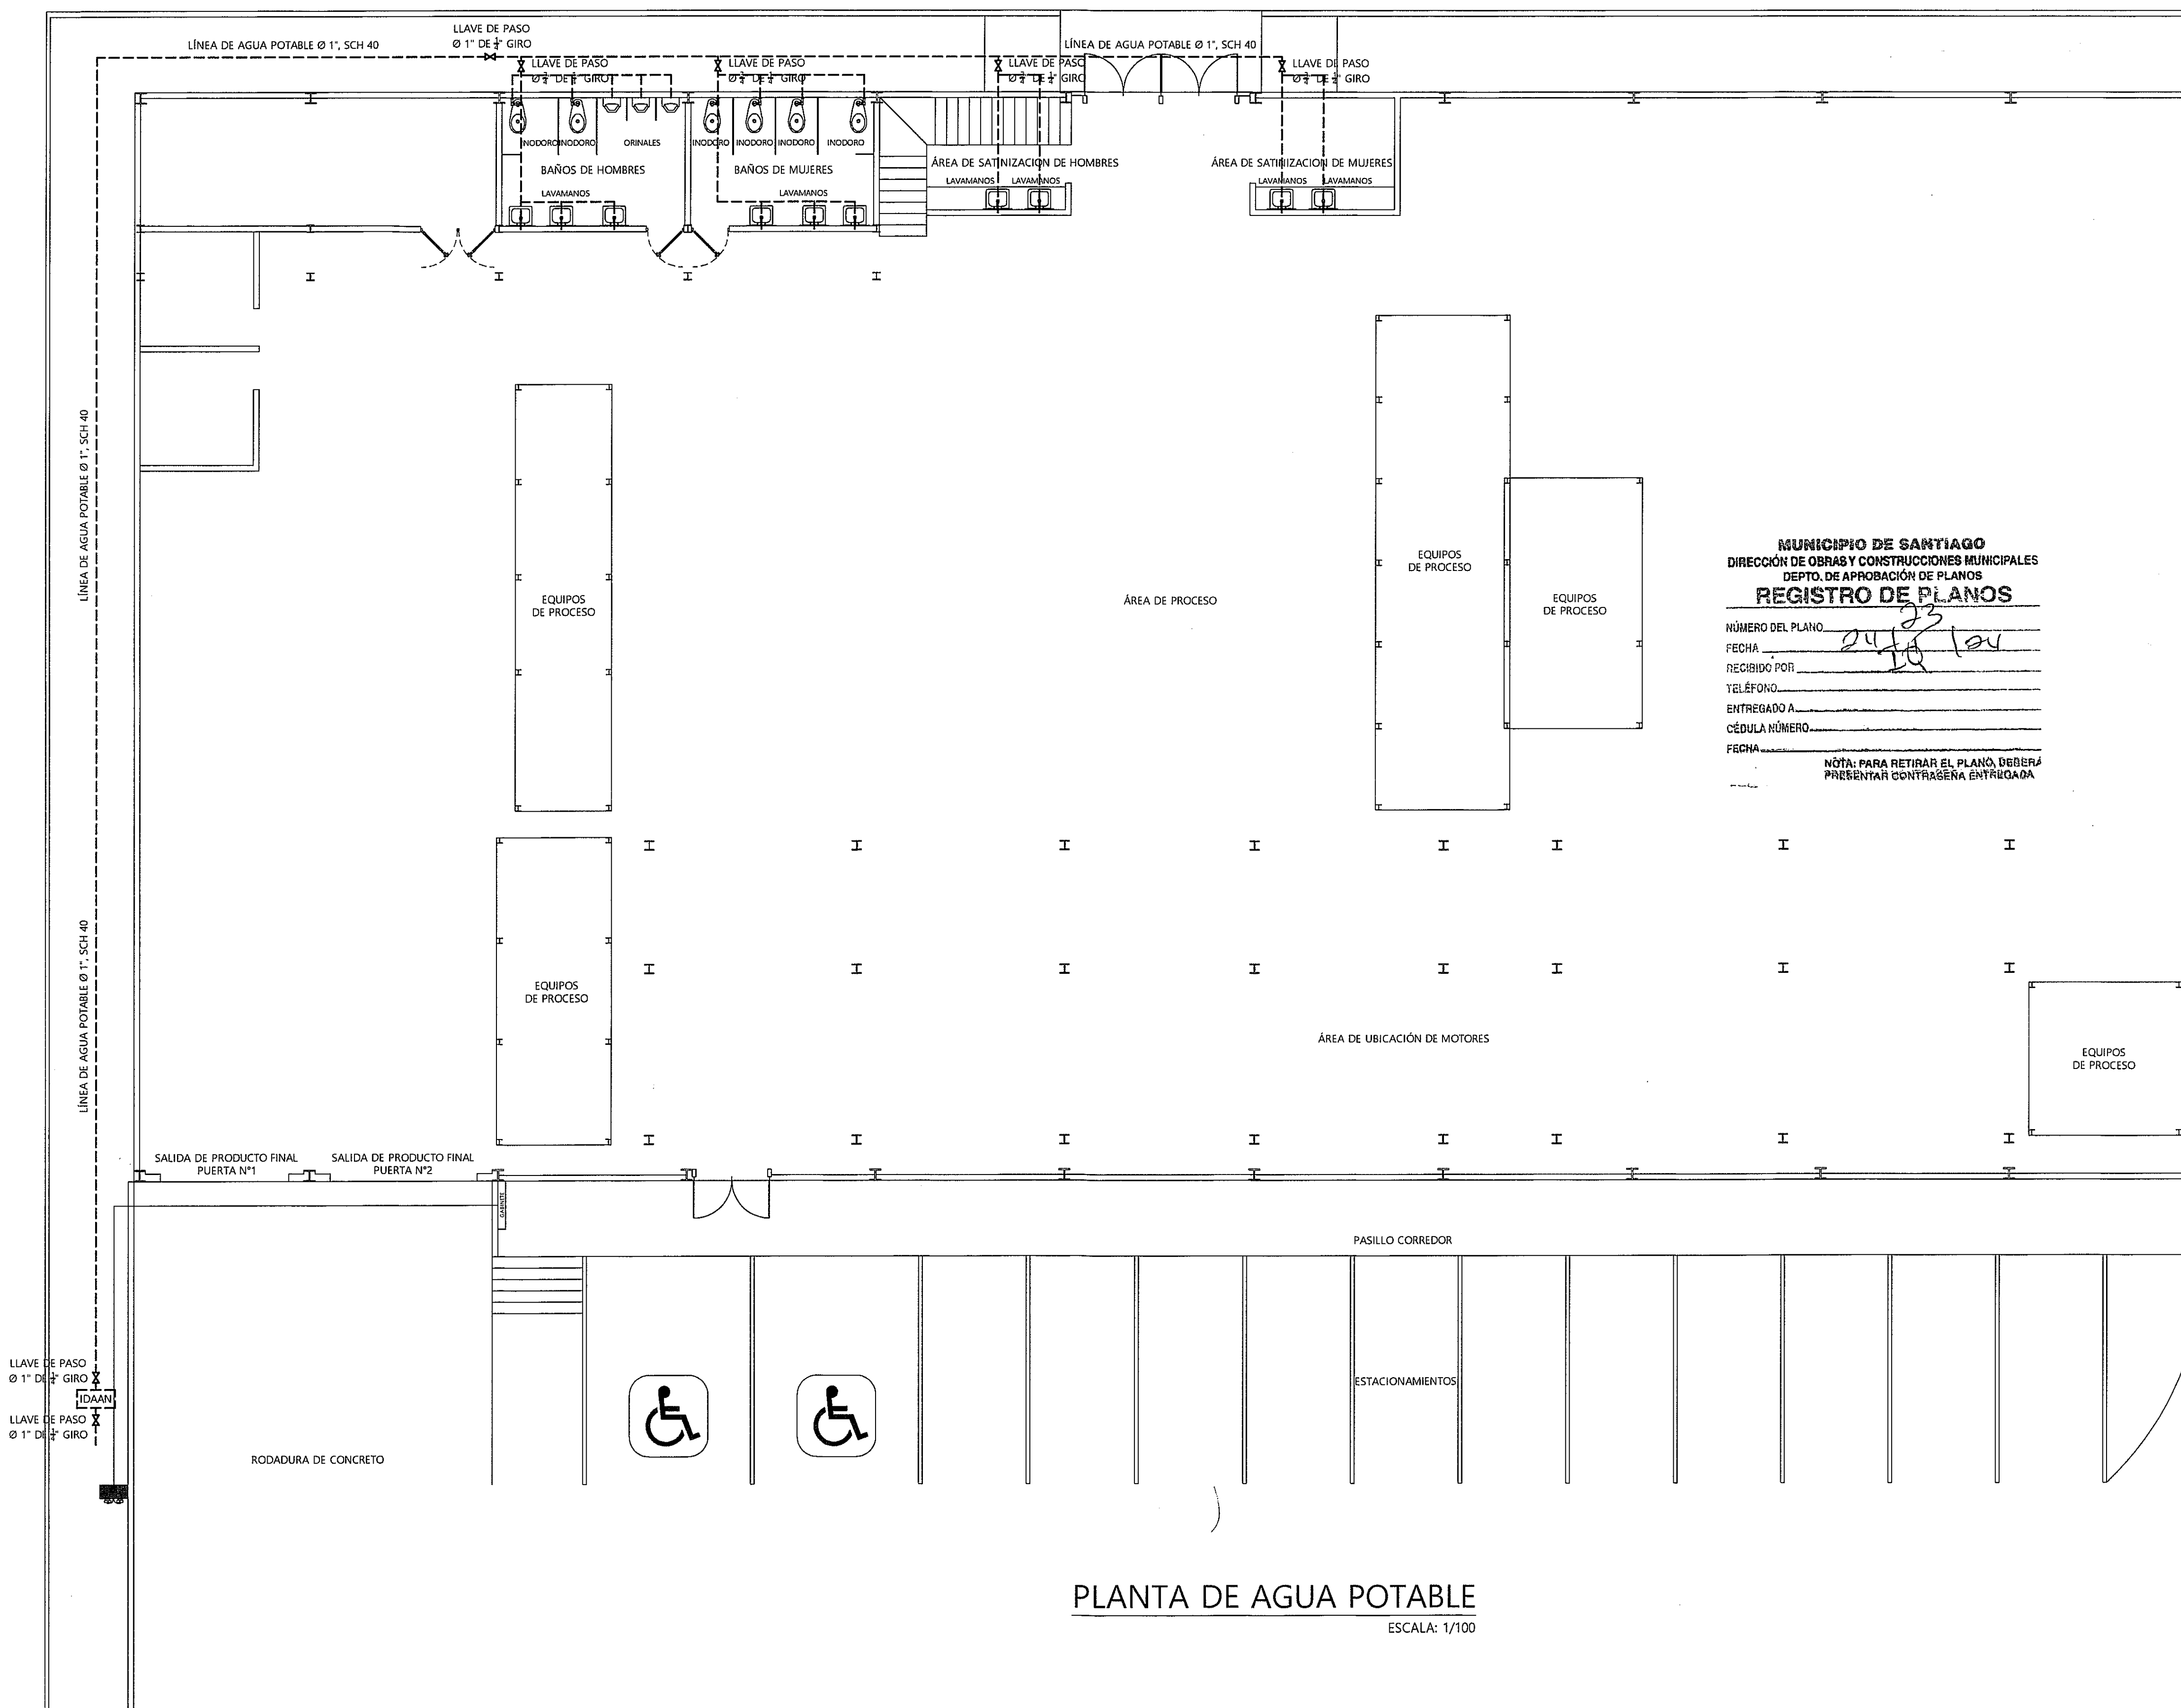 LLAVE DE PASO
Ø 1" DE ¼" GIRO
LÍNEA DE AGUA POTABLE Ø 1", SCH 40
LÍNEA DE AGUA POTABLE Ø 1", SCH 40
LLAVE DE PASO
Ø ¾" DE ¼" GIRO
LLAVE DE PASO
Ø ¾" DE ¼" GIRO
LLAVE DE PASO
Ø ¾" DE ¼" GIRO
LLAVE DE PASO
Ø ¾" DE ¼" GIRO
INODORO
INODORO
ORINALES
INODORO
INODORO
INODORO
INODORO
BAÑOS DE HOMBRES
BAÑOS DE MUJERES
LAVAMANOS
LAVAMANOS
ÁREA DE SATINIZACION DE HOMBRES
LAVAMANOS
LAVAMANOS
ÁREA DE SATINIZACION DE MUJERES
LAVAMANOS
LAVAMANOS
LÍNEA DE AGUA POTABLE Ø 1", SCH 40
LÍNEA DE AGUA POTABLE Ø 1", SCH 40
EQUIPOS
DE PROCESO
ÁREA DE PROCESO
EQUIPOS
DE PROCESO
EQUIPOS
DE PROCESO
MUNICIPIO DE SANTIAGO
DIRECCIÓN DE OBRAS Y CONSTRUCCIONES MUNICIPALES
DEPTO. DE APROBACIÓN DE PLANOS
REGISTRO DE PLANOS
NÚMERO DEL PLANO 23
FECHA
RECIBIDO POR
TELÉFONO
ENTREGADO A
CÉDULA NÚMERO
FECHA
NOTA: PARA RETIRAR EL PLANO, DEBERA
PRESENTAR CONTRASEÑA ENTREGADA
EQUIPOS
DE PROCESO
ÁREA DE UBICACIÓN DE MOTORES
EQUIPOS
DE PROCESO
SALIDA DE PRODUCTO FINAL
PUERTA N°1
SALIDA DE PRODUCTO FINAL
PUERTA N°2
GABINETE
PASILLO CORREDOR
LLAVE DE PASO
Ø 1" DE ¼" GIRO
IDAAN
LLAVE DE PASO
Ø 1" DE ¼" GIRO
ESTACIONAMIENTOS
RODADURA DE CONCRETO
PLANTA DE AGUA POTABLE
ESCALA: 1/100